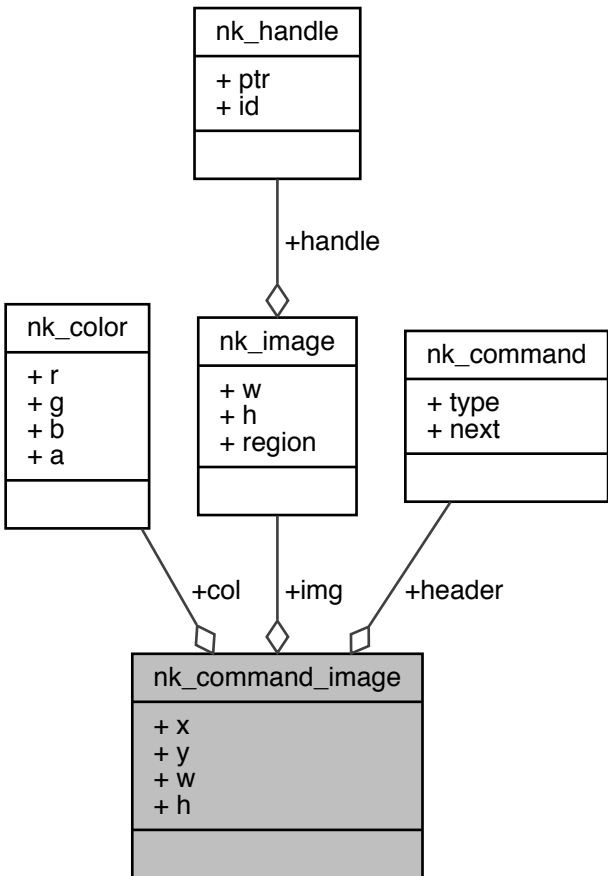 nk_handle
+ ptr
+ id
+handle
nk_color
+ r
+ g
+ b
+ a
nk_image
+ w
+ h
+ region
nk_command
+ type
+ next
+col
+img
+header
nk_command_image
+ x
+ y
+ w
+ h